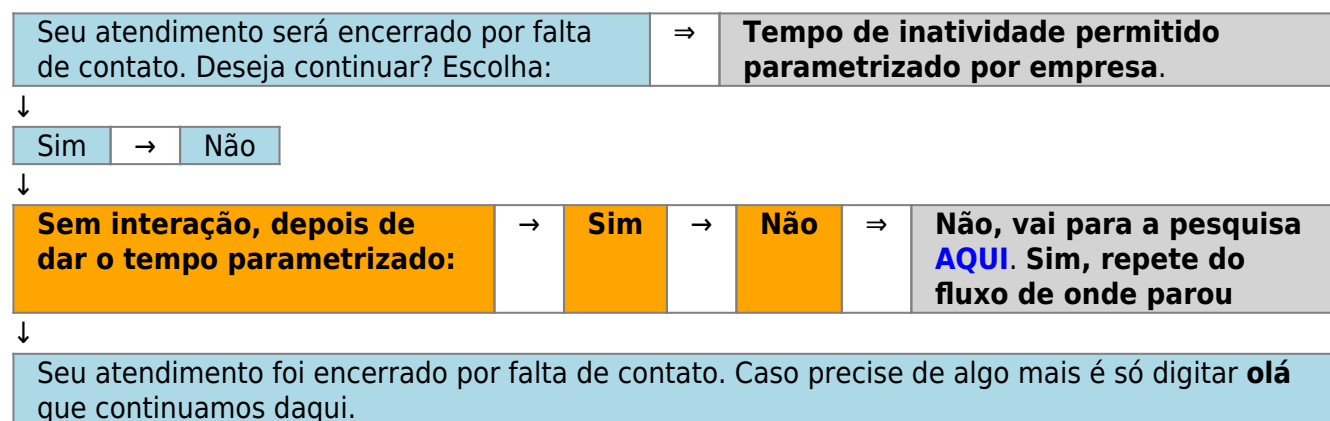 Seu atendimento será encerrado por falta ⇒ Tempo de inatividade permitido
de contato. Deseja continuar? Escolha: parametrizado por empresa.
↓
Sim → Não
↓
Sem interação, depois de → Sim → Não ⇒ Não, vai para a pesquisa
dar o tempo parametrizado: AQUI. Sim, repete do
fluxo de onde parou
↓
Seu atendimento foi encerrado por falta de contato. Caso precise de algo mais é só digitar olá
que continuamos daqui.